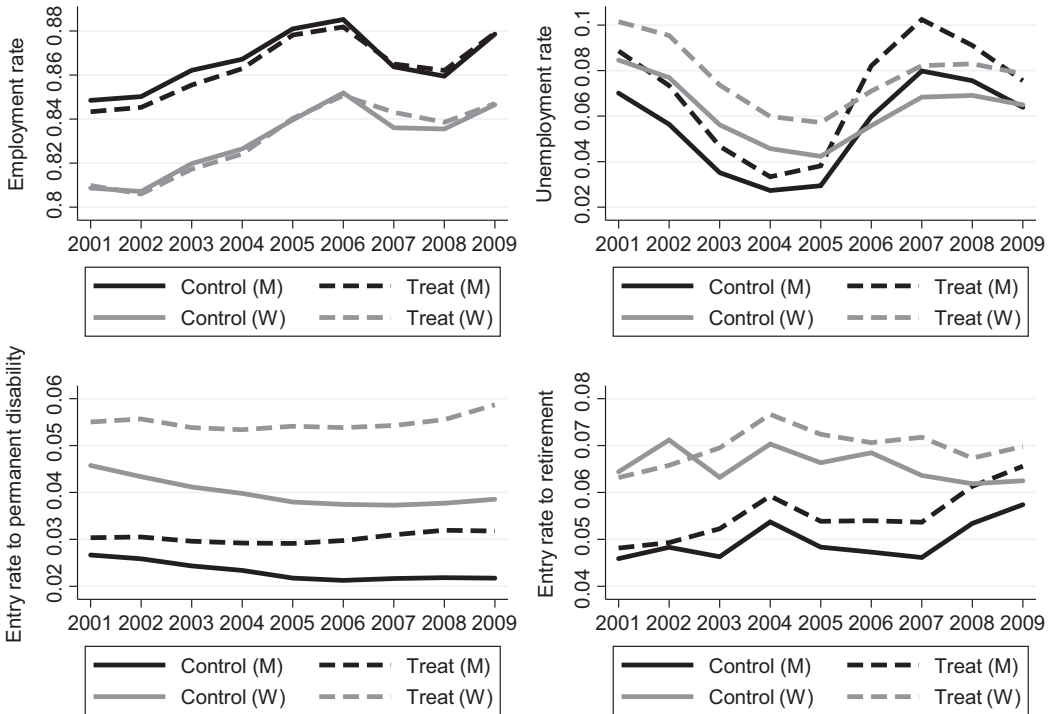 Employment rate
0.88
0.86
0.84
0.82
0.8
2001 2002 2003 2004 2005 2006 2007 2008 2009
Control (M) Treat (M)
Control (W) Treat (W)
Unemployment rate
0.1
0.08
0.06
0.04
0.02
2001 2002 2003 2004 2005 2006 2007 2008 2009
Control (M) Treat (M)
Control (W) Treat (W)
Entry rate to permanent disability
0.06
0.05
0.04
0.03
0.02
2001 2002 2003 2004 2005 2006 2007 2008 2009
Control (M) Treat (M)
Control (W) Treat (W)
Entry rate to retirement
0.08
0.07
0.06
0.05
0.04
2001 2002 2003 2004 2005 2006 2007 2008 2009
Control (M) Treat (M)
Control (W) Treat (W)